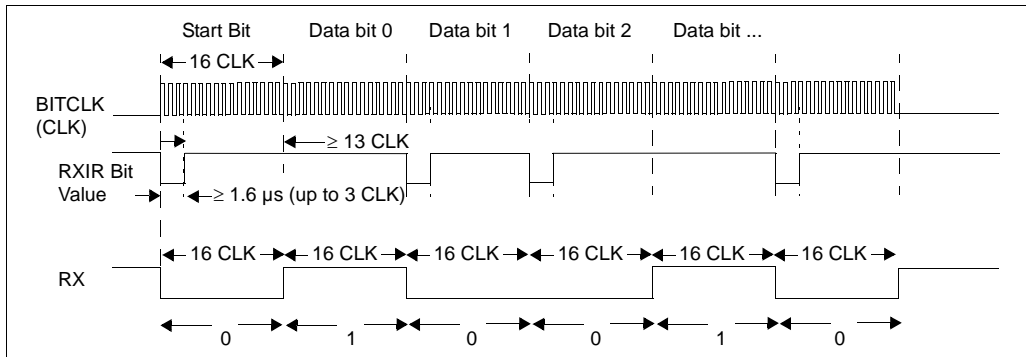 Start Bit Data bit 0 Data bit 1 Data bit 2 Data bit ...
16 CLK
BITCLK
(CLK)
≥ 13 CLK
RXIR Bit
Value
≥ 1.6 µs (up to 3 CLK)
16 CLK 16 CLK 16 CLK 16 CLK 16 CLK 16 CLK
RX
0 1 0 0 1 0